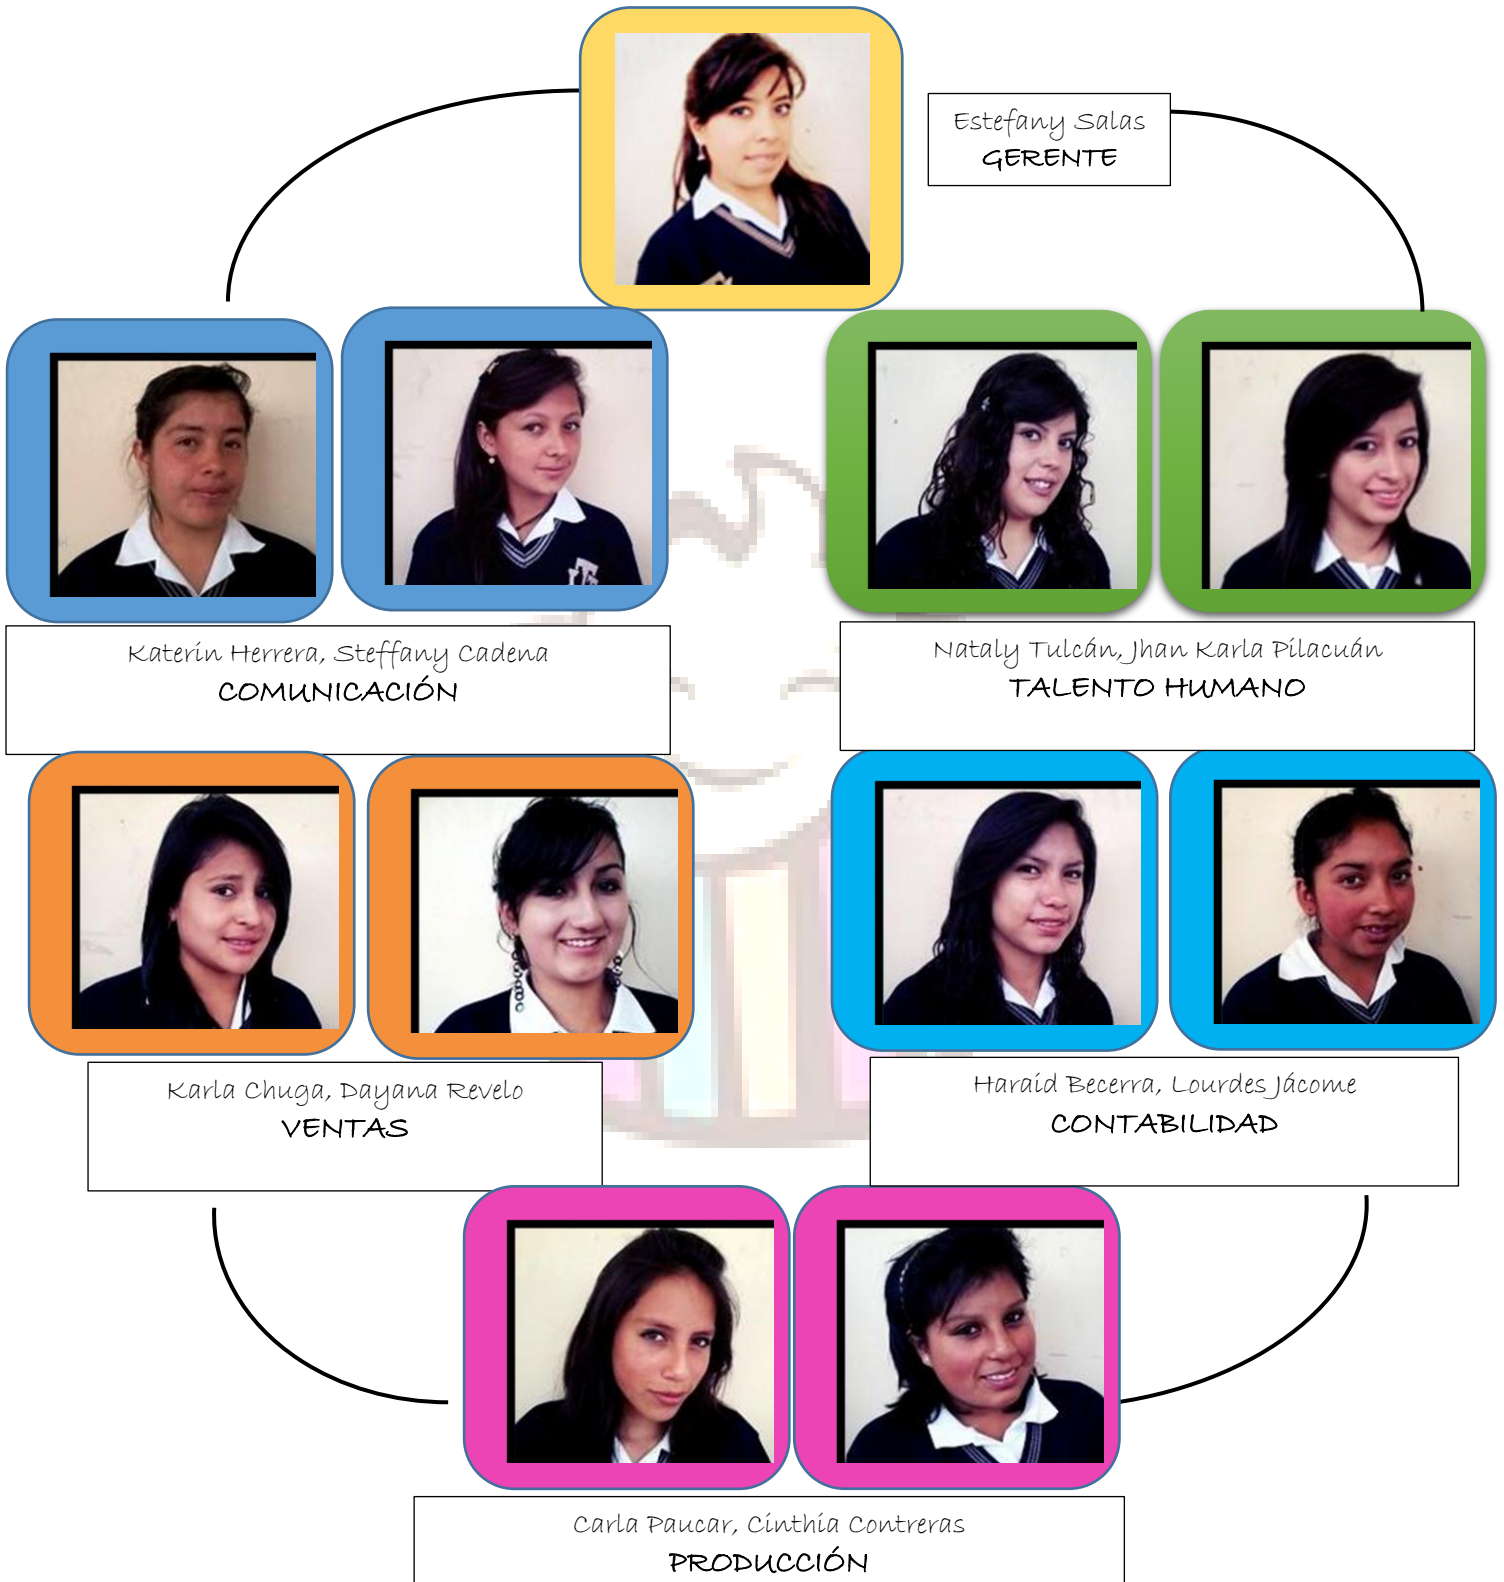 Estefany Salas
GERENTE
Katerin Herrera, Steffany Cadena
COMUNICACIÓN
Nataly Tulcán, Jhan Karla Pilacuán
TALENTO HUMANO
Karla Chuga, Dayana Revelo
VENTAS
Haraid Becerra, Lourdes Jácome
CONTABILIDAD
Carla Paucar, Cinthia Contreras
PRODUCCIÓN